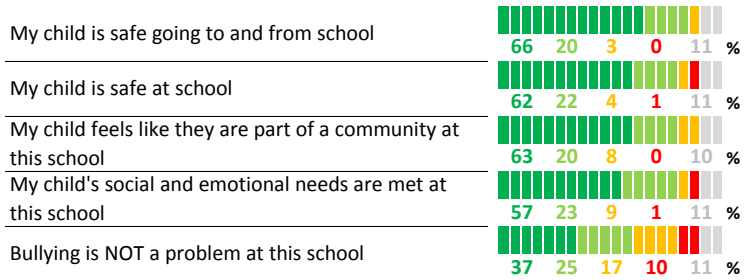 My child is safe going to and from school
66 20 3 0 11 %
My child is safe at school
62 22 4 1 11 %
My child feels like they are part of a community at
this school
63 20 8 0 10 %
My child's social and emotional needs are met at
this school
57 23 9 1 11 %
Bullying is NOT a problem at this school
37 25 17 10 11 %